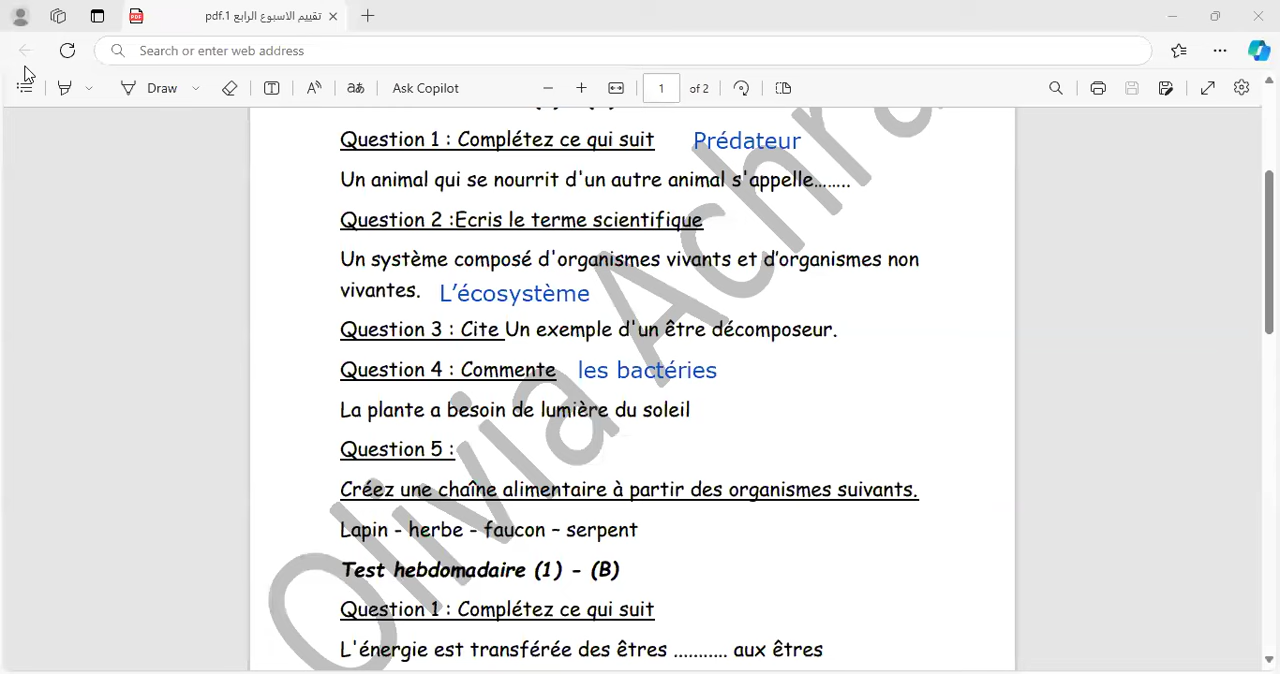 تقييم الاسبوع الرابع 1.pdf
Search or enter web address
Draw
aあ
Ask Copilot
1
of 2
Question 1 : Complétez ce qui suit Prédateur
Un animal qui se nourrit d'un autre animal s'appelle........
Question 2 :Ecris le terme scientifique
Un système composé d'organismes vivants et d’organismes non
vivantes. L’écosystème
Question 3 : Cite Un exemple d'un être décomposeur.
Question 4 : Commente les bactéries
La plante a besoin de lumière du soleil
Question 5 :
Créez une chaîne alimentaire à partir des organismes suivants.
Lapin - herbe - faucon – serpent
Test hebdomadaire (1) - (B)
Question 1 : Complétez ce qui suit
L'énergie est transférée des êtres ........... aux êtres
Olivia Achra